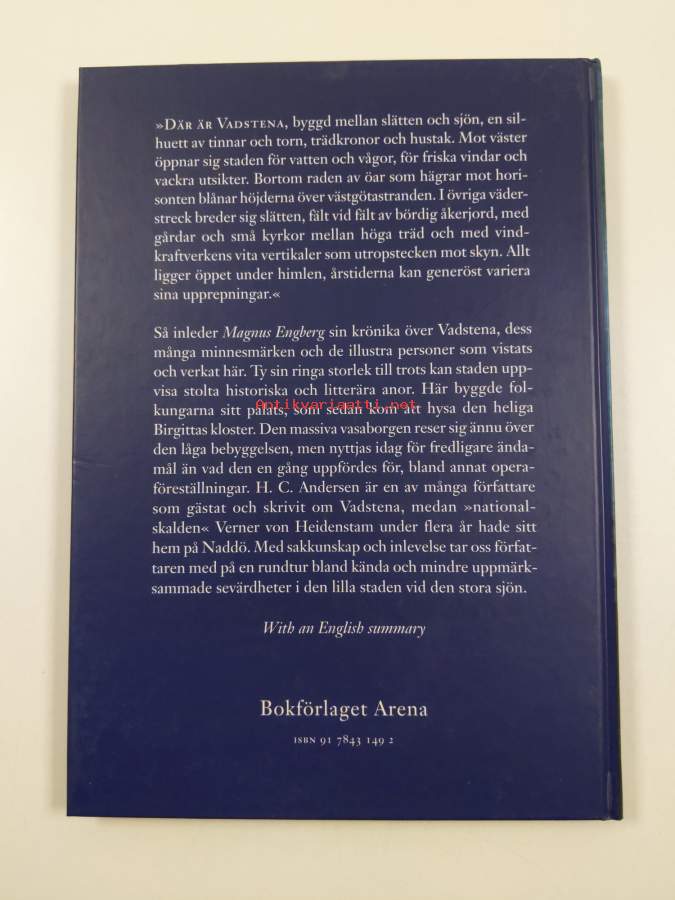 »DÄR ÄR VADSTENA, byggd mellan slätten och sjön, en sil-
huett av tinnar och torn, trädkronor och hustak. Mot väster
öppnar sig staden för vatten och vågor, för friska vindar och
vackra utsikter. Bortom raden av öar som hägrar mot hori-
sonten blånar höjderna över västgötastranden. I övriga väder-
streck breder sig slätten, fält vid fält av bördig åkerjord, med
gårdar och små kyrkor mellan höga träd och med vind-
kraftverkens vita vertikaler som utropstecken mot skyn. Allt
ligger öppet under himlen, årstiderna kan generöst variera
sina upprepningar.«
Så inleder Magnus Engberg sin krönika över Vadstena, dess
många minnesmärken och de illustra personer som vistats
och verkat här. Ty sin ringa storlek till trots kan staden upp-
visa stolta historiska och litterära anor. Här byggde fol-
kungarna sitt palats, som sedan kom att hysa den heliga
Antikvariaatti.net
Birgittas kloster. Den massiva vasaborgen reser sig ännu över
den låga bebyggelsen, men nyttjas idag för fredligare ända-
mål än vad den en gång uppfördes för, bland annat opera-
föreställningar. H. C. Andersen är en av många författare
som gästat och skrivit om Vadstena, medan »national-
skalden« Verner von Heidenstam under flera år hade sitt
hem på Naddö. Med sakkunskap och inlevelse tar oss förfat-
taren med på en rundtur bland kända och mindre uppmärk-
sammade sevärdheter i den lilla staden vid den stora sjön.
With an English summary
Bokförlaget Arena
ISBN 91 7843 149 2